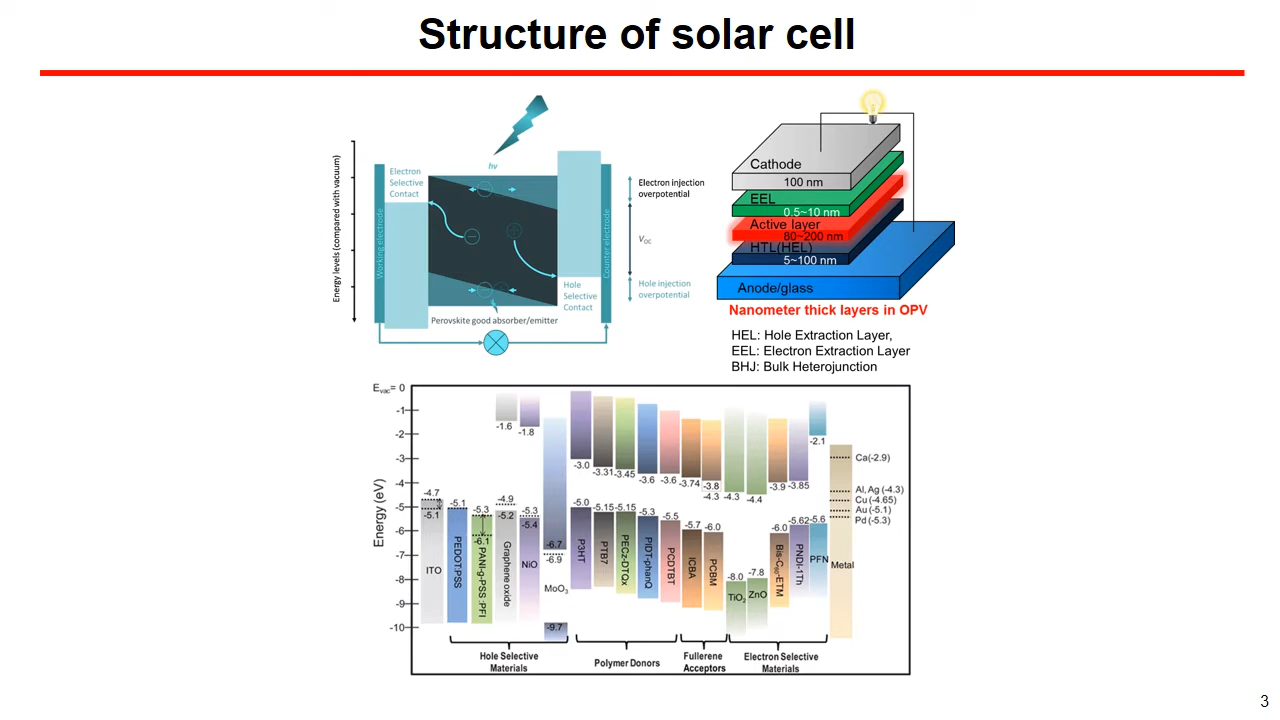 Structure of solar cell
Energy levels (compared with vacuum)
Working electrode
Electron
Selective
Contact
hν
Hole
Selective
Contact
Counter electrode
Perovskite good absorber/emitter
Electron injection
overpotential
VOC
Hole injection
overpotential
Cathode
100 nm
EEL
0.5~10 nm
Active layer
80~200 nm
HTL(HEL)
5~100 nm
Anode/glass
Nanometer thick layers in OPV
HEL: Hole Extraction Layer,
EEL: Electron Extraction Layer
BHJ: Bulk Heterojunction
Energy (eV)
Evac= 0
-1
-2
-3
-4
-5
-6
-7
-8
-9
-10
-4.7
-5.1
ITO
-5.1
PEDOT:PSS
-5.3
-6.1
PANI-g-PSS :PFI
-1.6
-4.9
-5.2
Graphene oxide
-1.8
-5.3
-5.4
NiO
-6.7
-6.9
MoO3
-9.7
-3.0
-5.0
P3HT
-3.31
-5.15
PTB7
-3.45
-5.15
PECz-DTQx
-3.6
-5.3
PIDT-phanQ
-3.6
-5.5
PCDTBT
-3.74
-5.7
ICBA
-3.8
-4.3
-6.0
PCBM
-4.3
-8.0
TiO2
-4.4
-7.8
ZnO
-3.9
-6.0
Bis-C60-ETM
-3.85
-5.62
PNDI-1Th
-2.1
-5.6
PFN
Metal
Ca(-2.9)
Al, Ag (-4.3)
Cu (-4.65)
Au (-5.1)
Pd (-5.3)
Hole Selective
Materials
Polymer Donors
Fullerene
Acceptors
Electron Selective
Materials
3